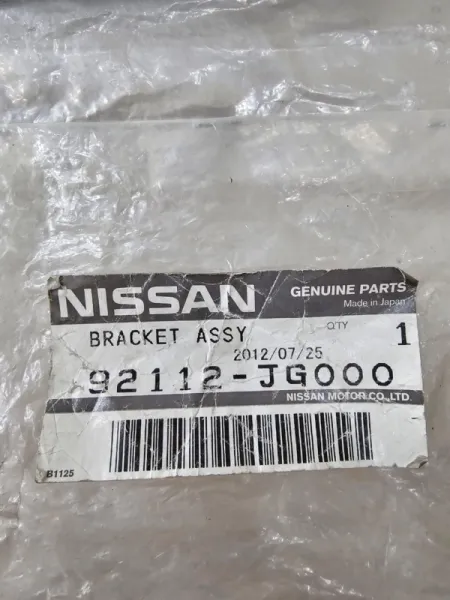 NISSAN
GENUINE PARTS
Made in Japan
BRACKET ASSY
Q'TY 1
2012/07/25
92112-JG000
NISSAN MOTOR CO.,LTD.
B1125